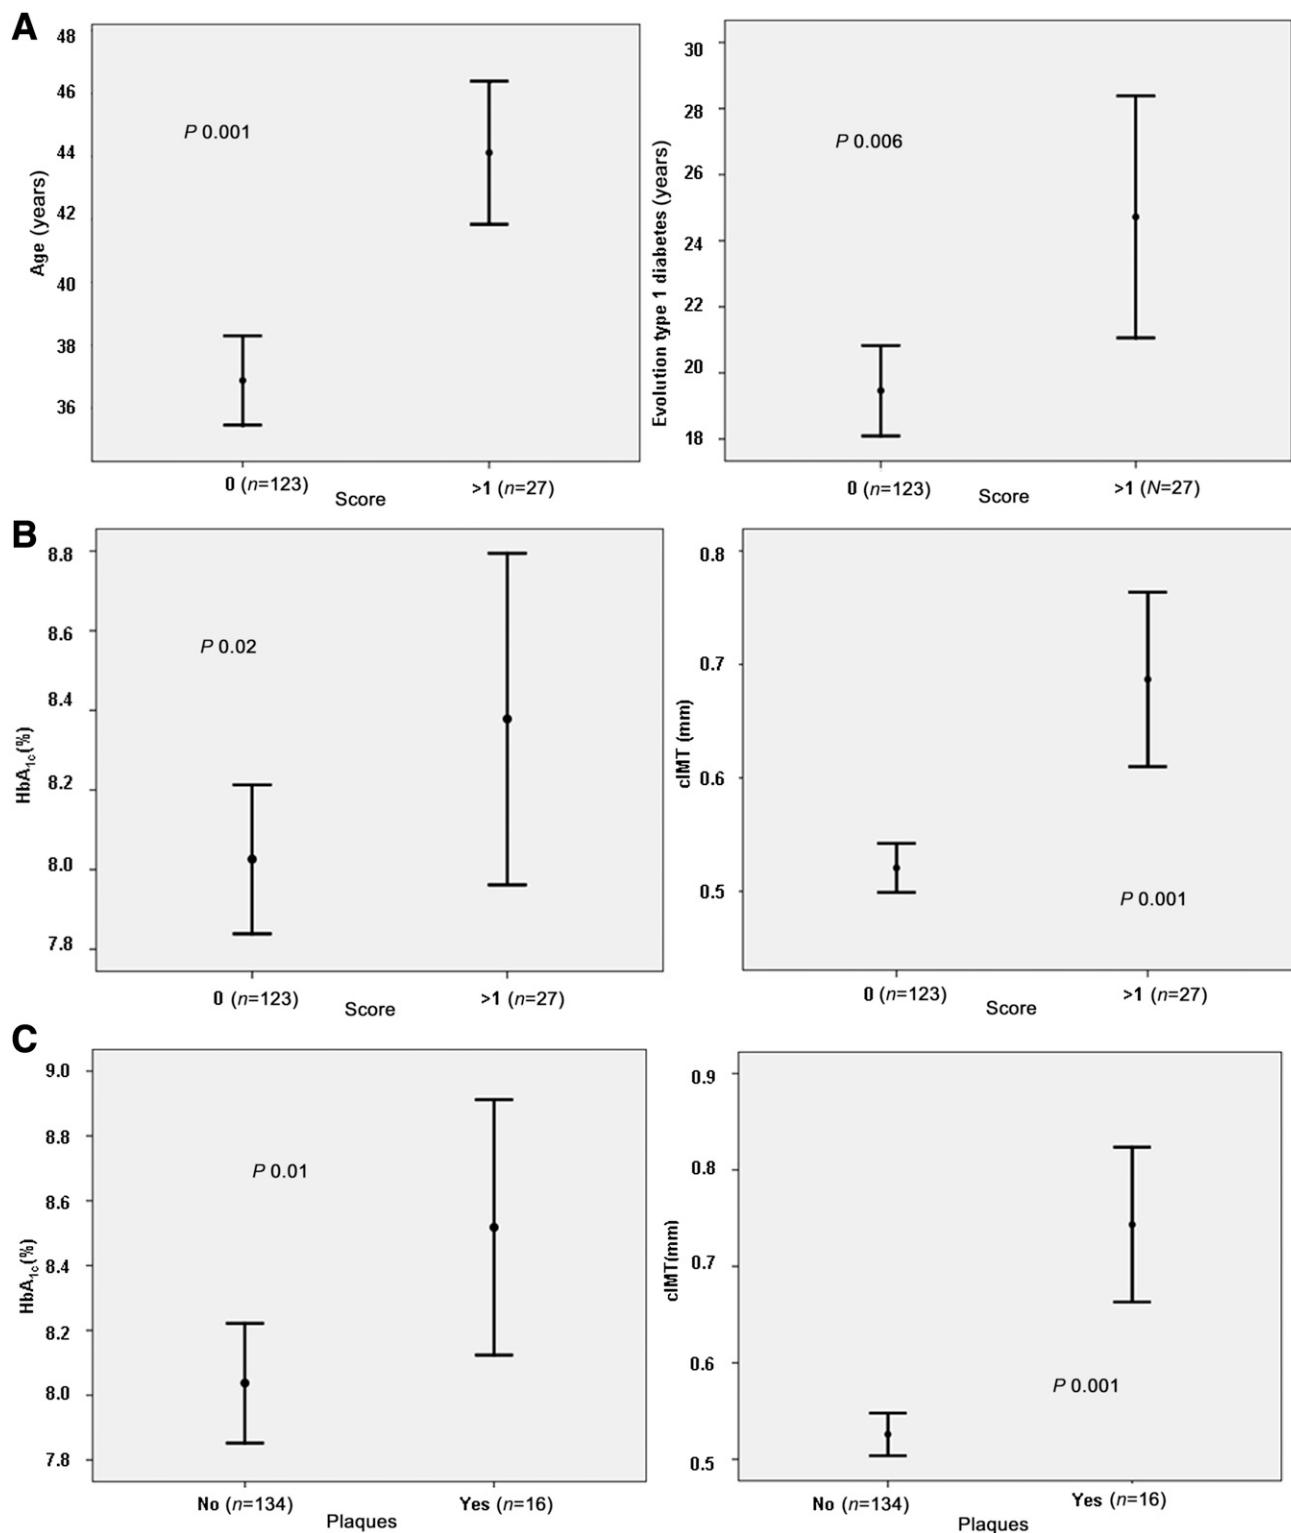 A
48
46
44
42
40
38
36
Age (years)
P 0.001
0 (n=123)
>1 (n=27)
Score
30
28
26
24
22
20
18
Evolution type 1 diabetes (years)
P 0.006
0 (n=123)
>1 (N=27)
Score
B
8.8
8.6
8.4
8.2
8.0
7.8
HbA1c(%)
P 0.02
0 (n=123)
>1 (n=27)
Score
0.8
0.7
0.6
0.5
cIMT (mm)
P 0.001
0 (n=123)
>1 (n=27)
Score
C
9.0
8.8
8.6
8.4
8.2
8.0
7.8
HbA1c(%)
P 0.01
No (n=134)
Yes (n=16)
Plaques
0.9
0.8
0.7
0.6
0.5
cIMT(mm)
P 0.001
No (n=134)
Yes (n=16)
Plaques